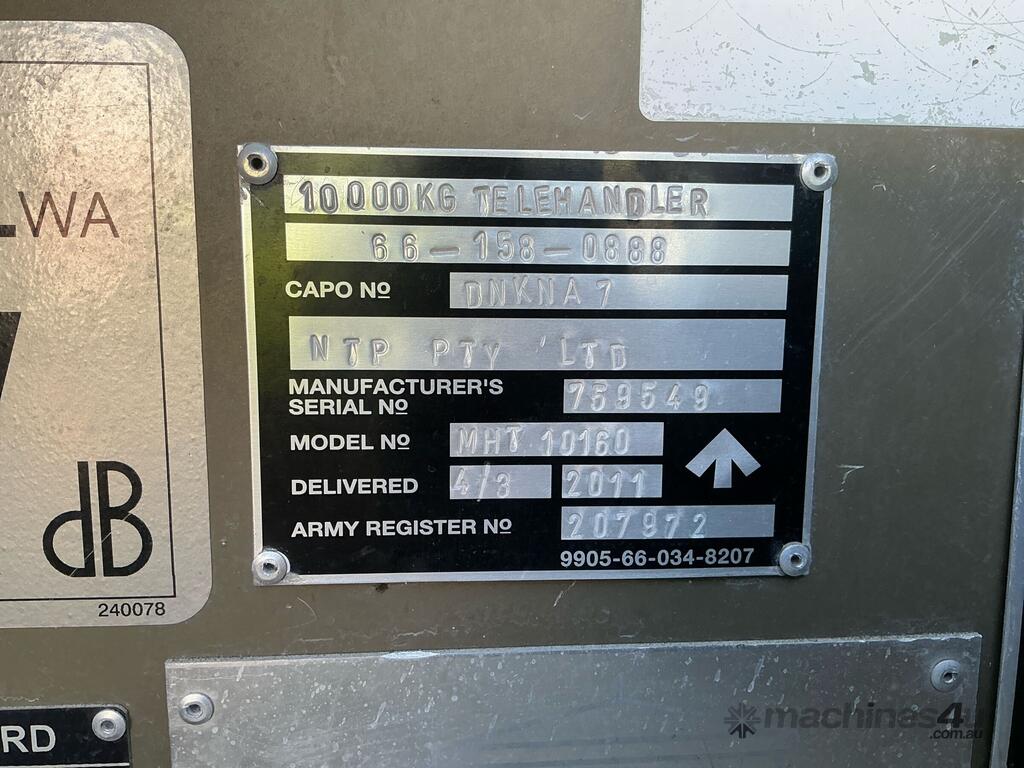 LWA
dB
240078
RD
10000KG TELEHANDLER
66-158-0888
CAPO No DNKNA7
NTP PTY LTD
MANUFACTURER'S
SERIAL No 759549
MODEL No MHT 10160
DELIVERED 4/3 2011
ARMY REGISTER No 207972
9905-66-034-8207
machines4u
.com.au